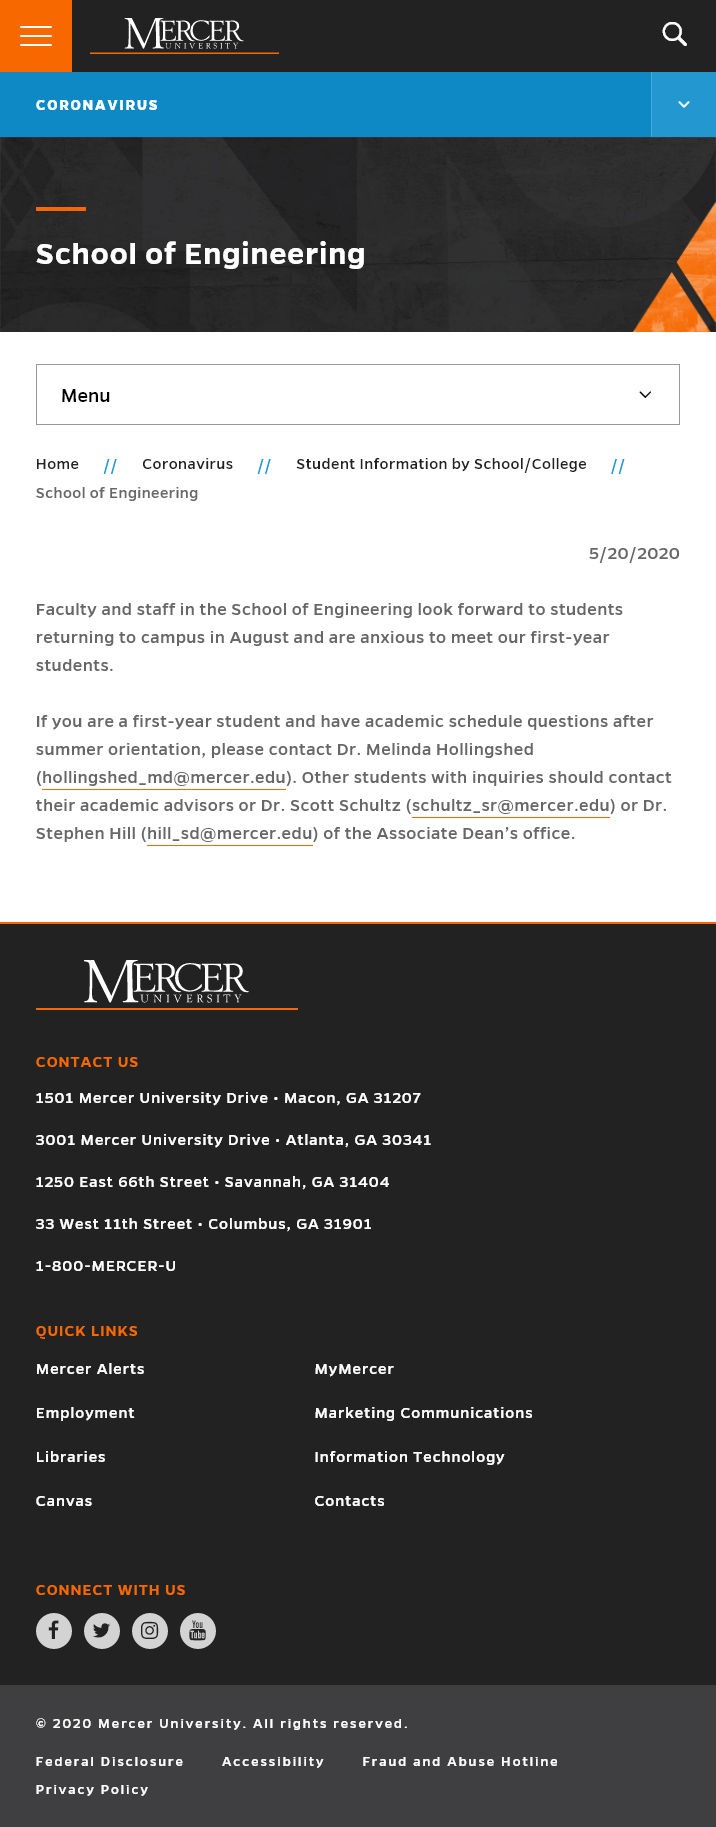 MERCER
UNIVERSITY
CORONAVIRUS
School of Engineering
Menu
Home // Coronavirus // Student Information by School/College //
School of Engineering
5/20/2020
Faculty and staff in the School of Engineering look forward to students
returning to campus in August and are anxious to meet our first-year
students.
If you are a first-year student and have academic schedule questions after
summer orientation, please contact Dr. Melinda Hollingshed
(hollingshed_md@mercer.edu). Other students with inquiries should contact
their academic advisors or Dr. Scott Schultz (schultz_sr@mercer.edu) or Dr.
Stephen Hill (hill_sd@mercer.edu) of the Associate Dean’s office.
MERCER
UNIVERSITY
CONTACT US
1501 Mercer University Drive • Macon, GA 31207
3001 Mercer University Drive • Atlanta, GA 30341
1250 East 66th Street • Savannah, GA 31404
33 West 11th Street • Columbus, GA 31901
1-800-MERCER-U
QUICK LINKS
Mercer Alerts MyMercer
Employment Marketing Communications
Libraries Information Technology
Canvas Contacts
CONNECT WITH US
You
Tube
© 2020 Mercer University. All rights reserved.
Federal Disclosure Accessibility Fraud and Abuse Hotline
Privacy Policy